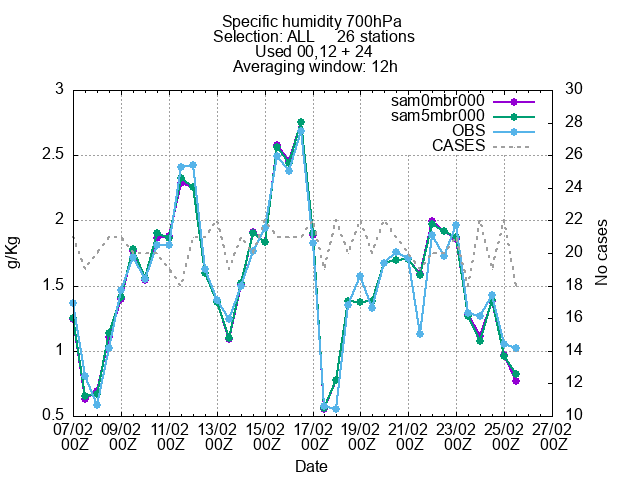 Specific humidity 700hPa
Selection: ALL 26 stations
Used 00,12 + 24
Averaging window: 12h
sam0mbr000
sam5mbr000
OBS
CASES
3
2.5
2
1.5
1
0.5
30
28
26
24
22
20
18
16
14
12
10
g/Kg
No cases
07/02 09/02 11/02 13/02 15/02 17/02 19/02 21/02 23/02 25/02 27/02
00Z 00Z 00Z 00Z 00Z 00Z 00Z 00Z 00Z 00Z 00Z
Date